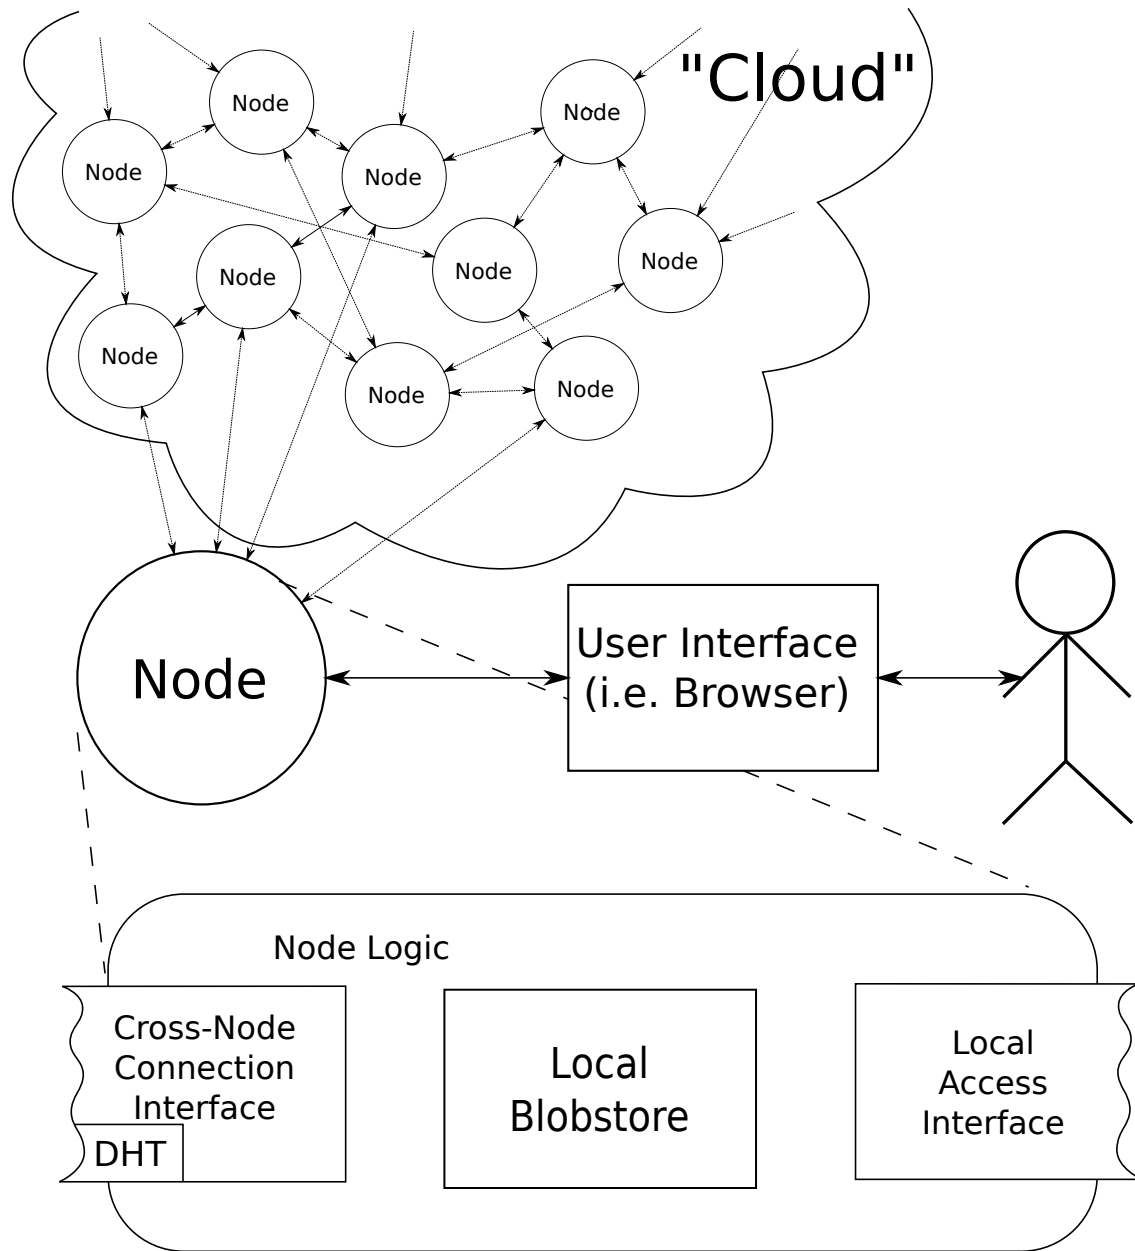 "Cloud"
Node
Node
Node
Node
Node
Node
Node
Node
Node
Node
Node
User Interface
(i.e. Browser)
Node Logic
Cross-Node
Connection
Interface
DHT
Local
Blobstore
Local
Access
Interface